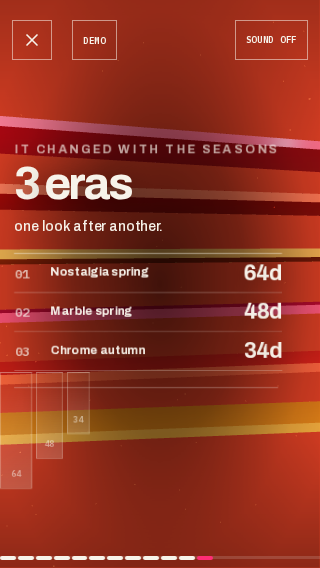 DEMO
SOUND OFF
IT CHANGED WITH THE SEASONS
3 eras
one look after another.
01 Nostalgia spring 64d
02 Marble spring 48d
03 Chrome autumn 34d
34
48
64